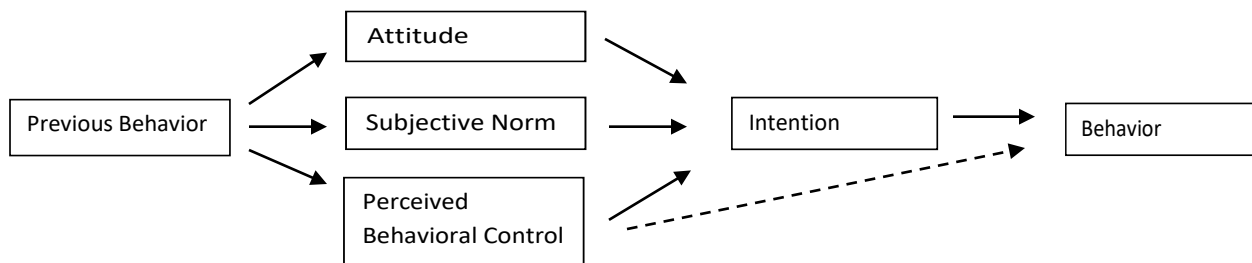 Attitude
Previous Behavior
Subjective Norm
Intention
Behavior
Perceived
Behavioral Control